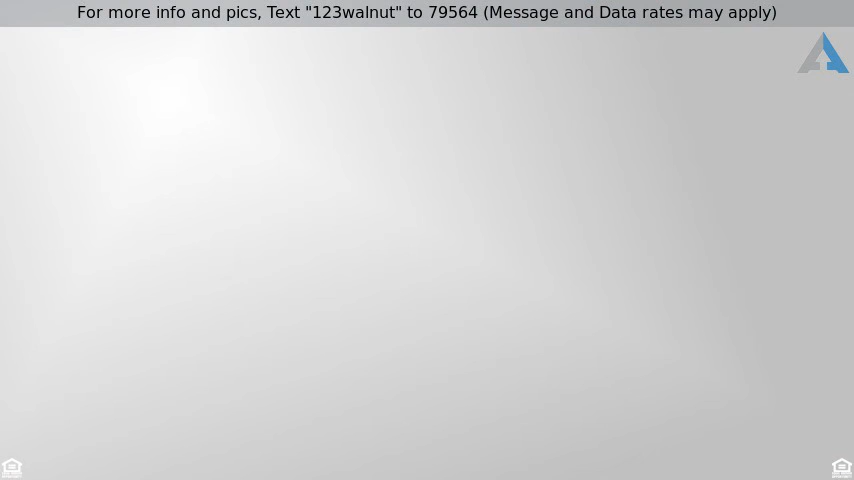 For more info and pics, Text "123walnut" to 79564 (Message and Data rates may apply)